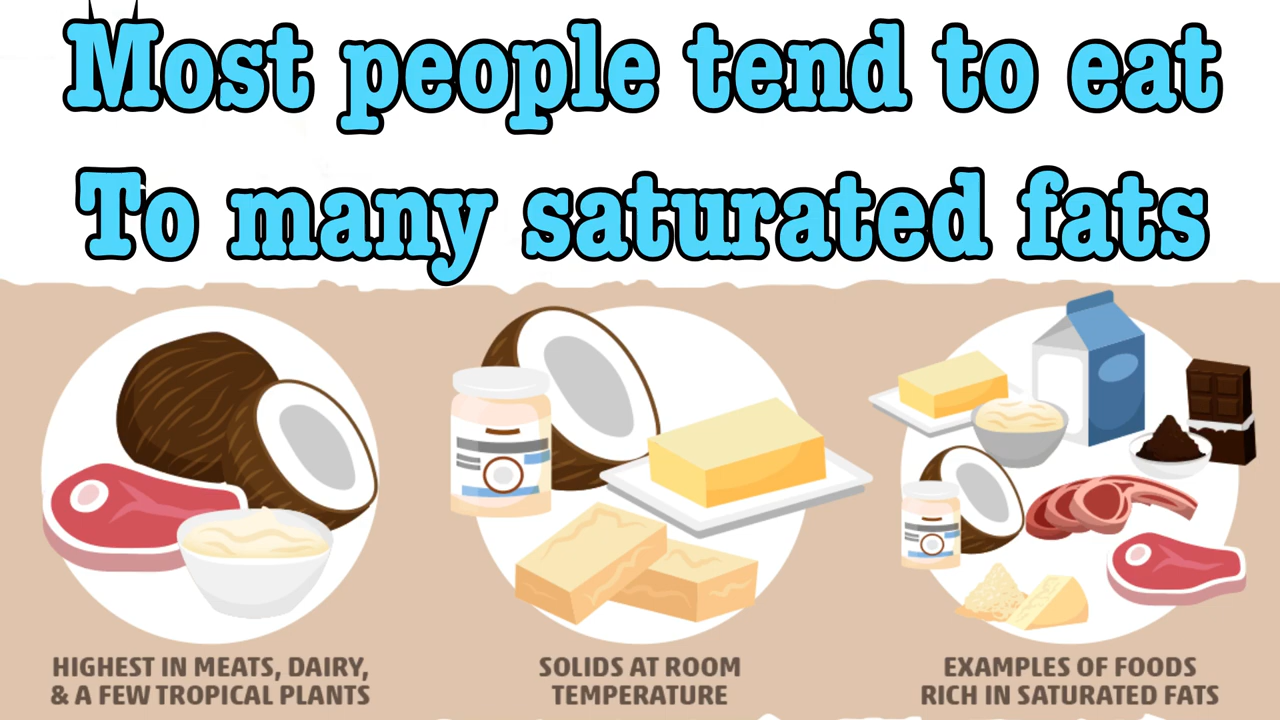 Most people tend to eat
To many saturated fats
HIGHEST IN MEATS, DAIRY,
& A FEW TROPICAL PLANTS
SOLIDS AT ROOM
TEMPERATURE
EXAMPLES OF FOODS
RICH IN SATURATED FATS